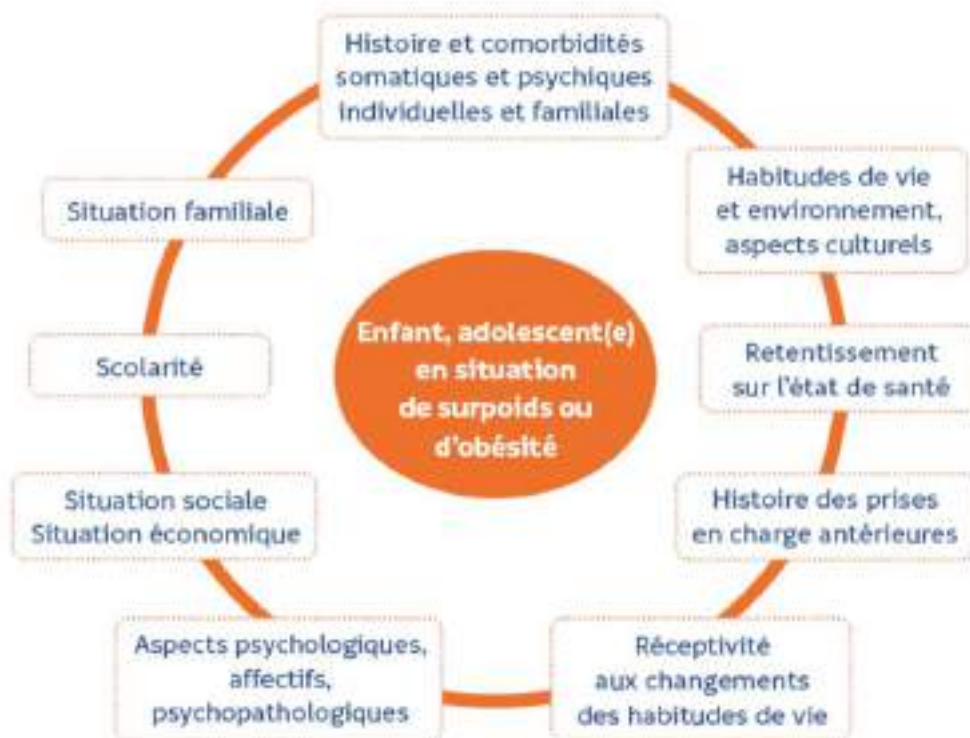 Histoire et comorbidités
somatiques et psychiques
individuelles et familiales
Habitudes de vie
et environnement,
aspects culturels
Retentissement
sur l'état de santé
Histoire des prises
en charge antérieures
Réceptivité
aux changements
des habitudes de vie
Aspects psychologiques,
affectifs,
psychopathologiques
Situation sociale
Situation économique
Scolarité
Situation familiale
Enfant, adolescent(e)
en situation
de surpoids ou
d'obésité